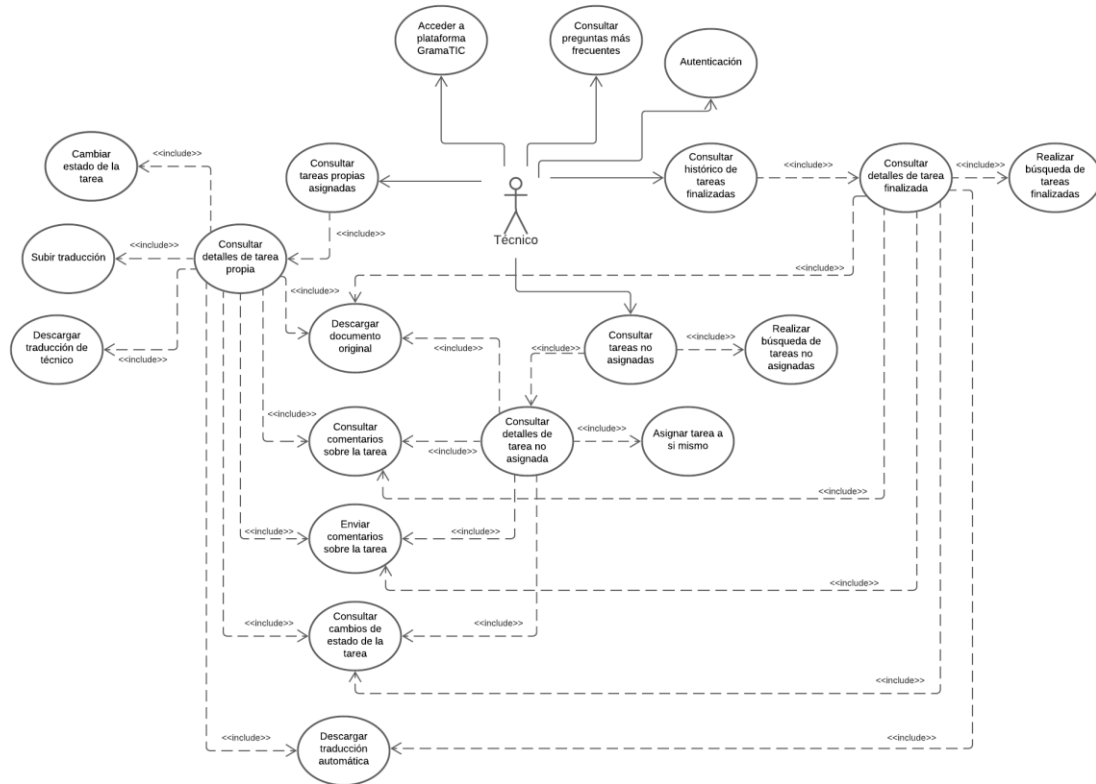 Acceder a
plataforma
GramaTIC
Consultar
preguntas más
frecuentes
Autenticación
Cambiar
estado de la
tarea
<<include>>
Consultar
tareas propias
asignadas
Técnico
Consultar
histórico de
tareas
finalizadas
<<include>>
Consultar
detalles de tarea
finalizada
<<include>>
Realizar
búsqueda de
tareas finalizadas
<<include>>
Subir traducción
<<include>>
Consultar
detalles de tarea
propia
<<include>>
<<include>>
Descargar
traducción de
técnico
<<include>>
Descargar
documento
original
<<include>>
<<include>>
Consultar
tareas no
asignadas
<<include>>
Realizar
búsqueda de
tareas no
asignadas
<<include>>
Consultar
comentarios
sobre la tarea
<<include>>
Consultar
detalles de
tarea no
asignada
<<include>>
Asignar tarea a
si mismo
<<include>>
<<include>>
Enviar
comentarios
sobre la tarea
<<include>>
<<include>>
<<include>>
Consultar
cambios de
estado de la
tarea
<<include>>
<<include>>
<<include>>
Descargar
traducción
automática
<<include>>